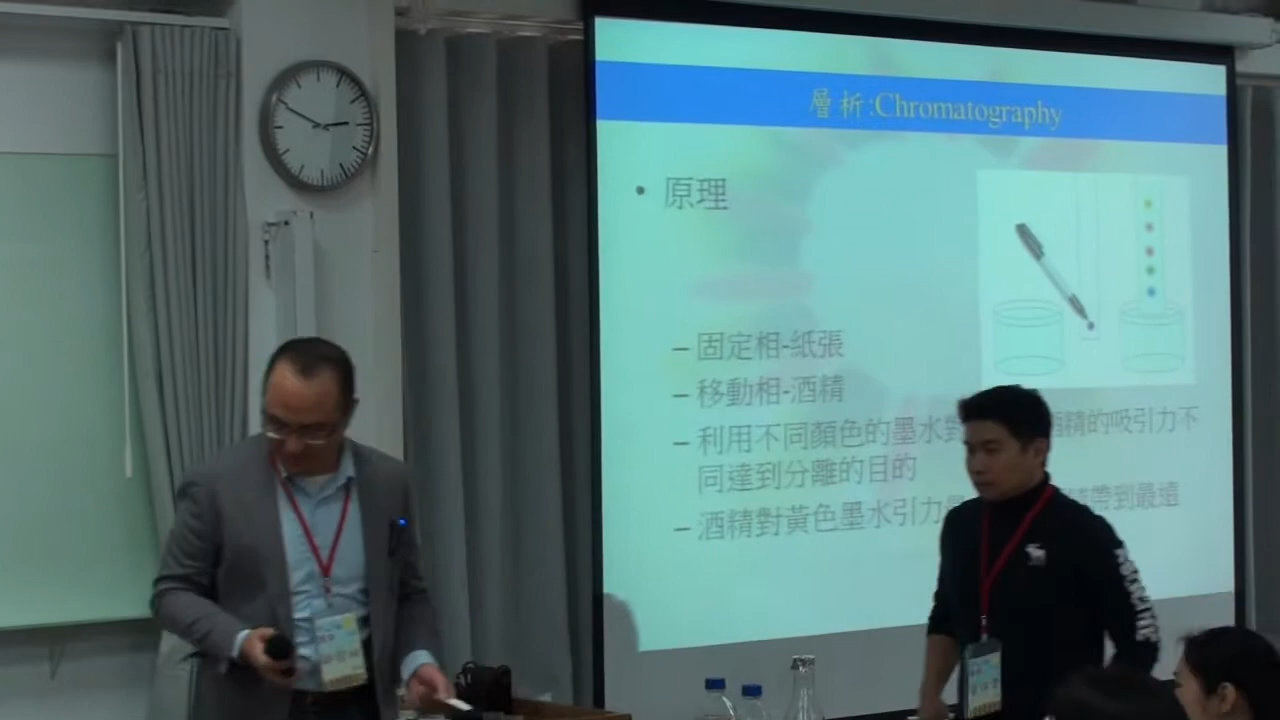 層析:Chromatography
• 原理
– 固定相-紙張
– 移動相-酒精
– 利用不同顏色的墨水對 酒精的吸引力不
同達到分離的目的
– 酒精對黃色墨水引力 帶到最遠